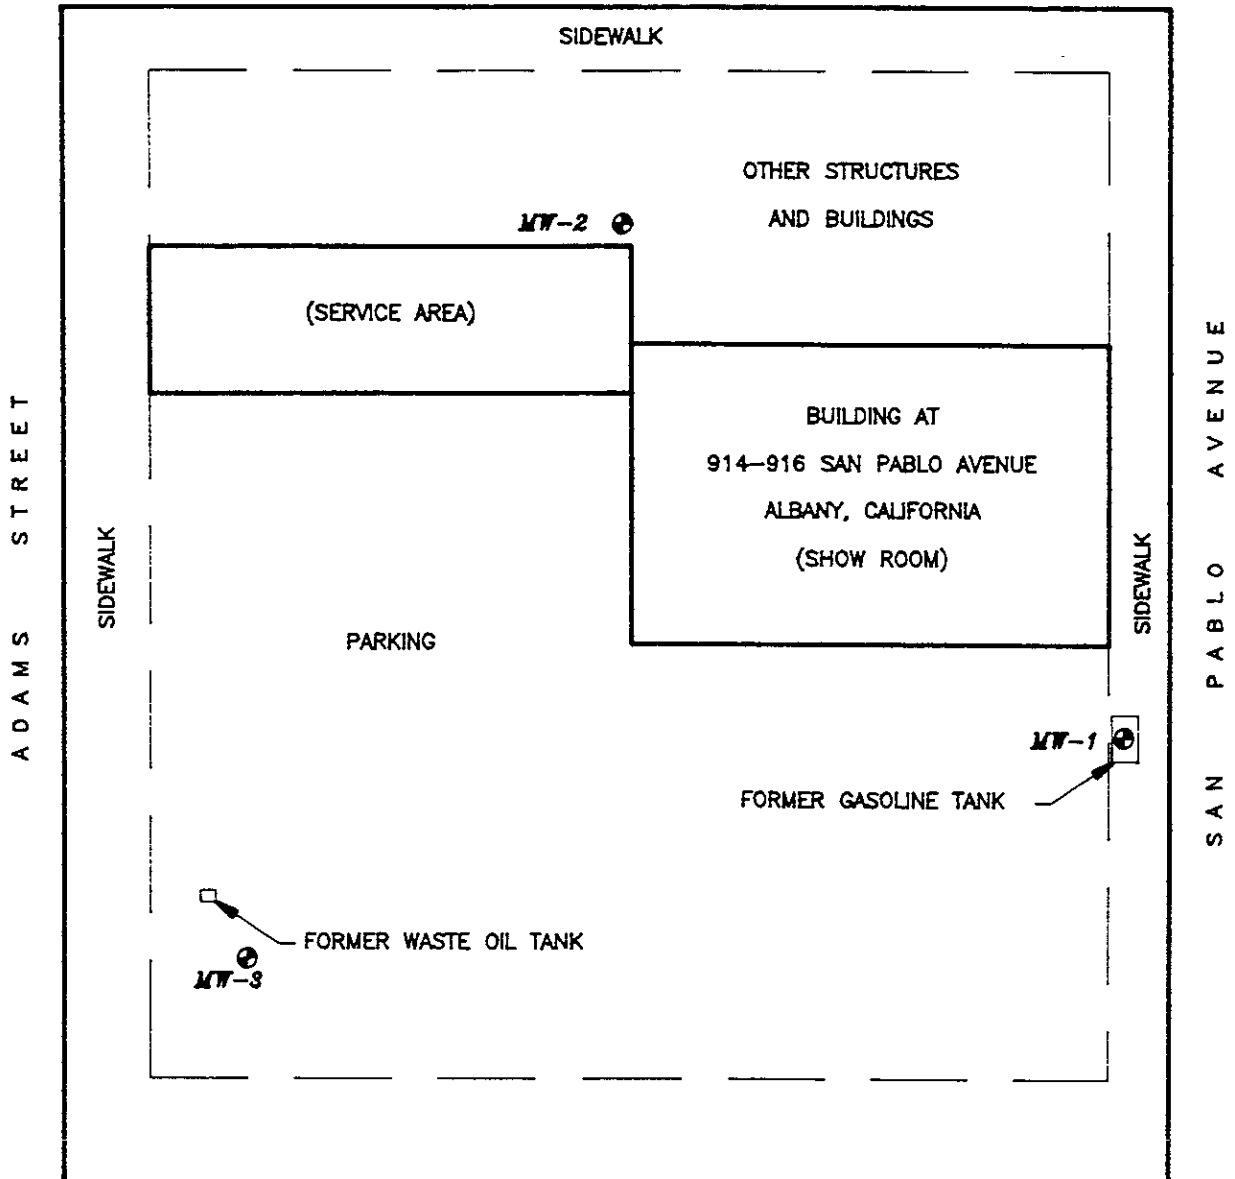 SIDEWALK
OTHER STRUCTURES
AND BUILDINGS
MW-2
(SERVICE AREA)
BUILDING AT
914-916 SAN PABLO AVENUE
ALBANY, CALIFORNIA
(SHOW ROOM)
ADAMS STREET
SIDEWALK
PARKING
SIDEWALK
SAN PABLO AVENUE
MW-1
FORMER GASOLINE TANK
FORMER WASTE OIL TANK
MW-3